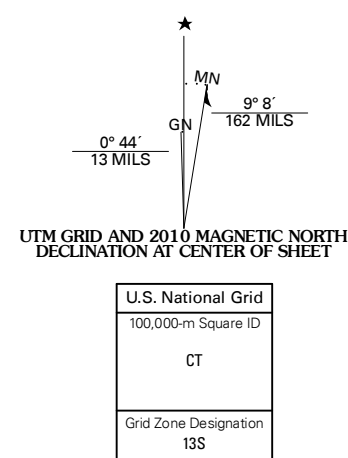 ★
MN
GN
9° 8´
162 MILS
0° 44´
13 MILS
UTM GRID AND 2010 MAGNETIC NORTH
DECLINATION AT CENTER OF SHEET
U.S. National Grid
100,000-m Square ID
CT
Grid Zone Designation
13S